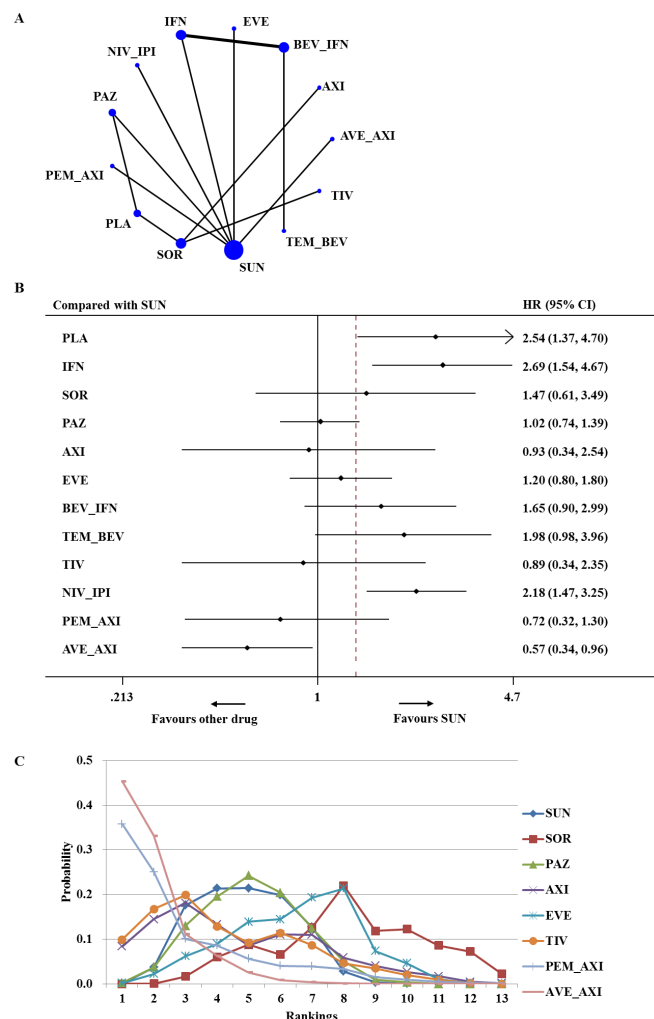 A
IFN
EVE
BEV_IFN
NIV_IPI
AXI
PAZ
AVE_AXI
PEM_AXI
TIV
PLA
TEM_BEV
SOR
SUN
B
Compared with SUN HR (95% CI)
PLA 2.54 (1.37, 4.70)
IFN 2.69 (1.54, 4.67)
SOR 1.47 (0.61, 3.49)
PAZ 1.02 (0.74, 1.39)
AXI 0.93 (0.34, 2.54)
EVE 1.20 (0.80, 1.80)
BEV_IFN 1.65 (0.90, 2.99)
TEM_BEV 1.98 (0.98, 3.96)
TIV 0.89 (0.34, 2.35)
NIV_IPI 2.18 (1.47, 3.25)
PEM_AXI 0.72 (0.32, 1.30)
AVE_AXI 0.57 (0.34, 0.96)
.213 1 4.7
Favours other drug Favours SUN
C
0.5
0.4
0.3
0.2
0.1
0.0
Probability
1 2 3 4 5 6 7 8 9 10 11 12 13
Rankings
SUN
SOR
PAZ
AXI
EVE
TIV
PEM_AXI
AVE_AXI